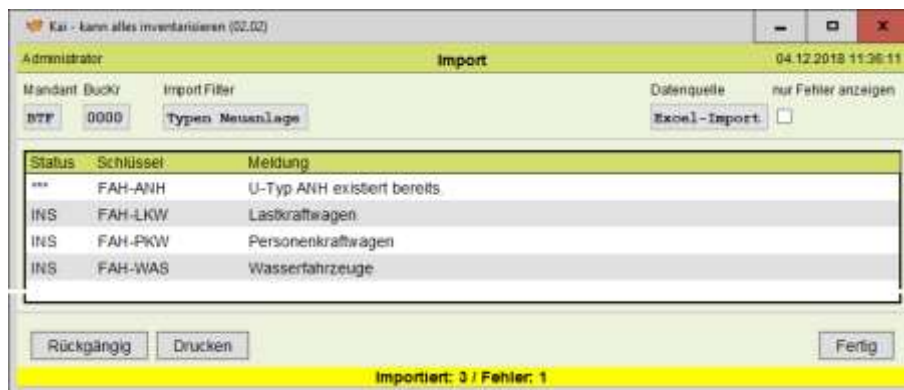 Kai - kann alles inventarisieren (02.02)
Administrator Import 04.12.2018 11:36:11
Mandant BucKr Import Filter Datenquelle nur Fehler anzeigen
BTF 0000 Typen Neuanlage Excel-Import
Status Schlüssel Meldung
*** FAH-ANH U-Typ ANH existiert bereits
INS FAH-LKW Lastkraftwagen
INS FAH-PKW Personenkraftwagen
INS FAH-WAS Wasserfahrzeuge
Rückgängig Drucken Fertig
Importiert: 3 / Fehler: 1